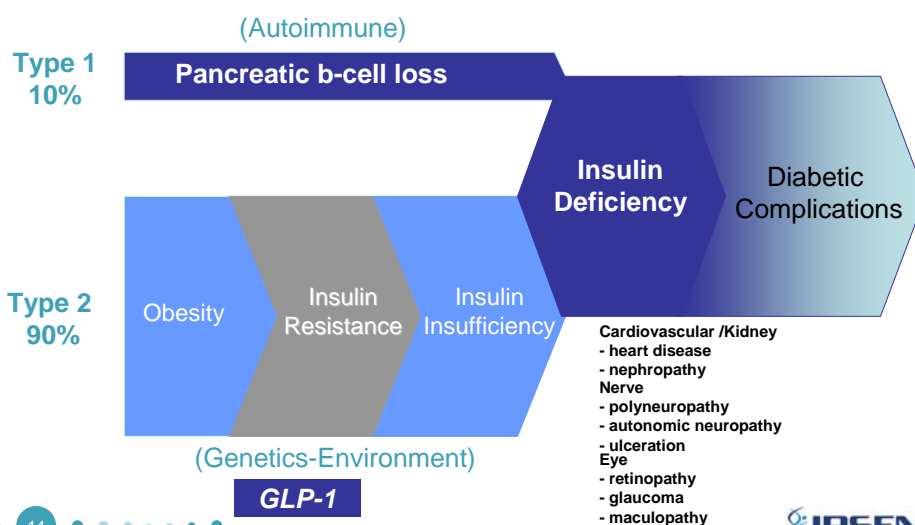 (Autoimmune)
Type 1
10%
Pancreatic b-cell loss
Insulin
Deficiency
Diabetic
Complications
Type 2
90%
Obesity
Insulin
Resistance
Insulin
Insufficiency
(Genetics-Environment)
GLP-1
Cardiovascular /Kidney
- heart disease
- nephropathy
Nerve
- polyneuropathy
- autonomic neuropathy
- ulceration
Eye
- retinopathy
- glaucoma
- maculopathy